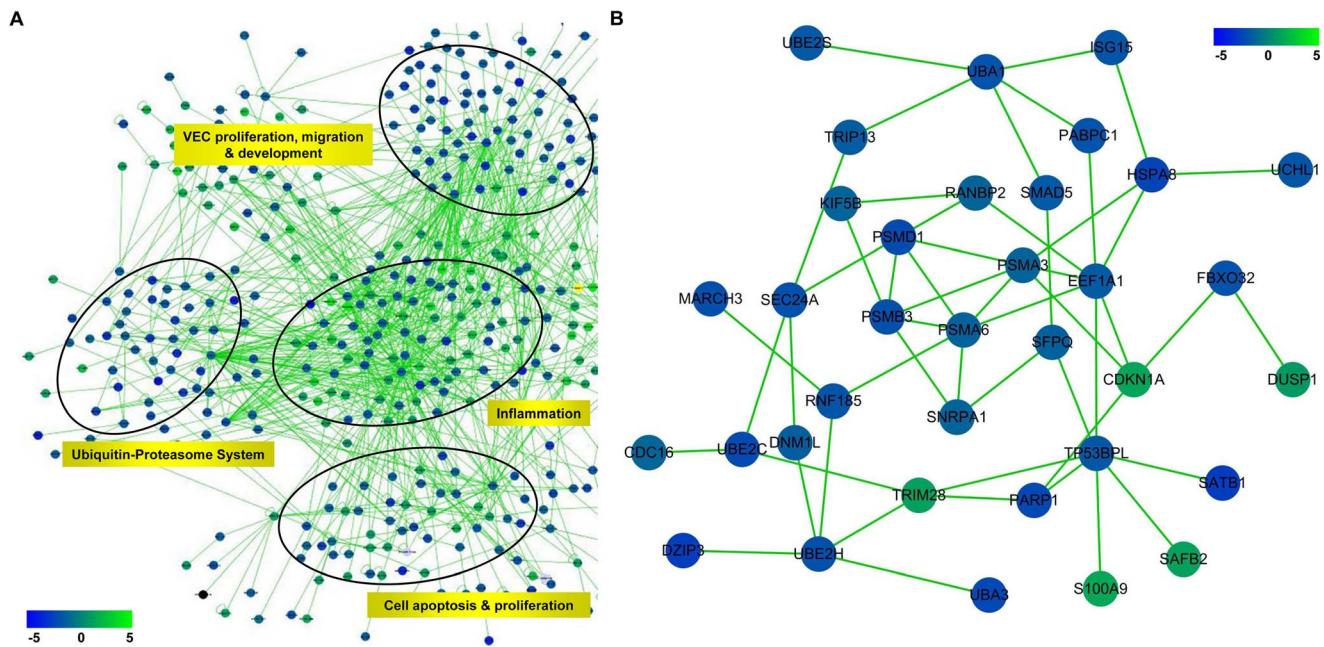 A
VEC proliferation, migration
& development
Inflammation
Ubiquitin-Proteasome System
Cell apoptosis & proliferation
-5 0 5
B
-5 0 5
UBE2S
ISG15
UBA1
TRIP13
PABPC1
HSPA8
UCHL1
KIF5B
RANBP2
SMAD5
PSMD1
PSMA3
EEF1A1
FBXO32
MARCH3
SEC24A
PSMB3
PSMA6
SFPQ
CDKN1A
DUSP1
RNF185
SNRPA1
CDC16
UBE2C
DNM1L
TP53BPL
TRIM28
PARP1
SATB1
DZIP3
UBE2H
SAFB2
UBA3
S100A9